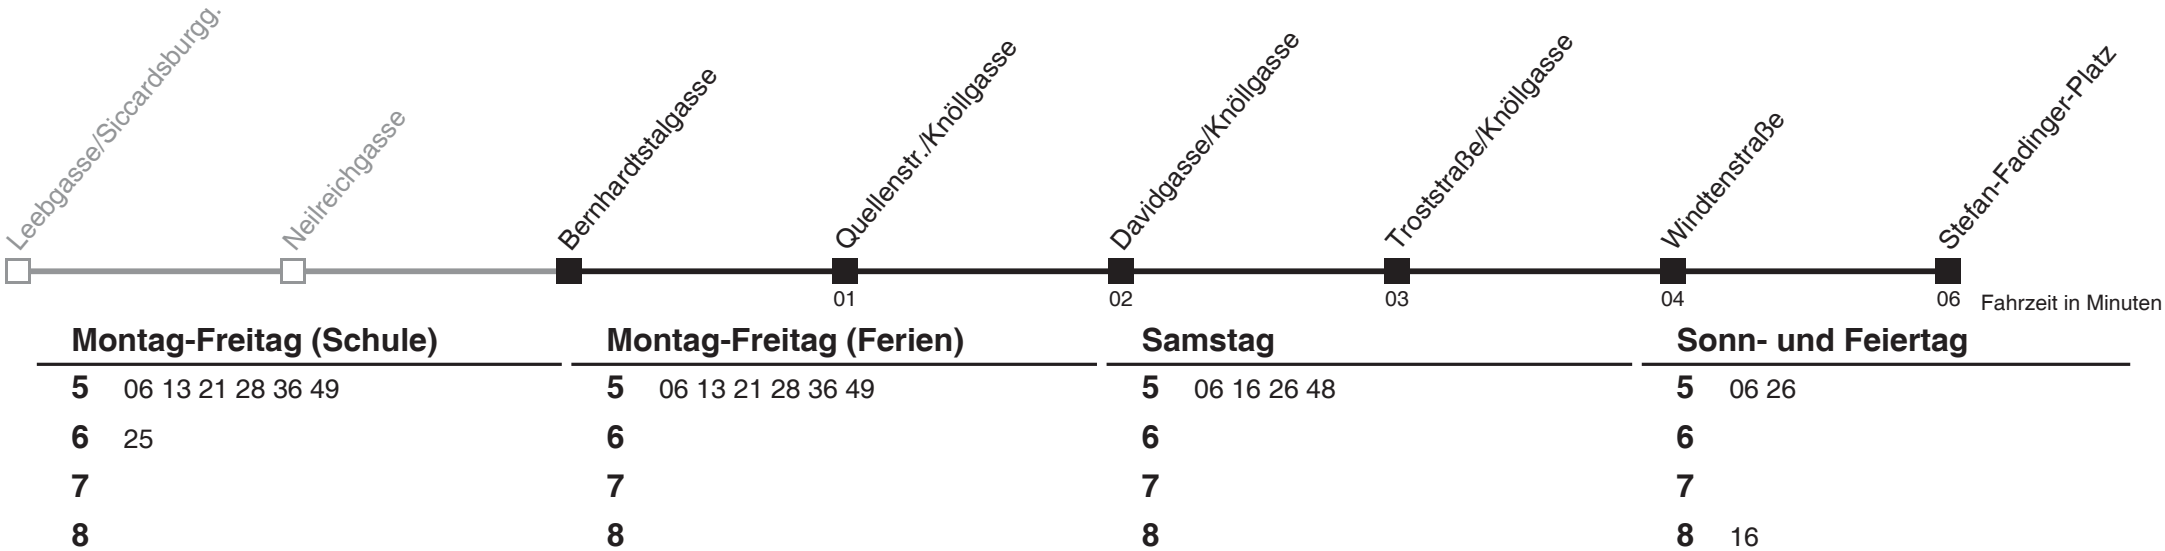 Leebgasse/Siccardsburgg.
Neilreichgasse
Bernhardtstalgasse
Quellenstr./Knöllgasse
Davidgasse/Knöllgasse
Troststraße/Knöllgasse
Windtenstraße
Stefan-Fadinger-Platz
01 02 03 04 06 Fahrzeit in Minuten
Montag-Freitag (Schule) Montag-Freitag (Ferien) Samstag Sonn- und Feiertag
5 06 13 21 28 36 49 5 06 13 21 28 36 49 5 06 16 26 48 5 06 26
6 25 6 6 6
7 7 7 7
8 8 8 8 16